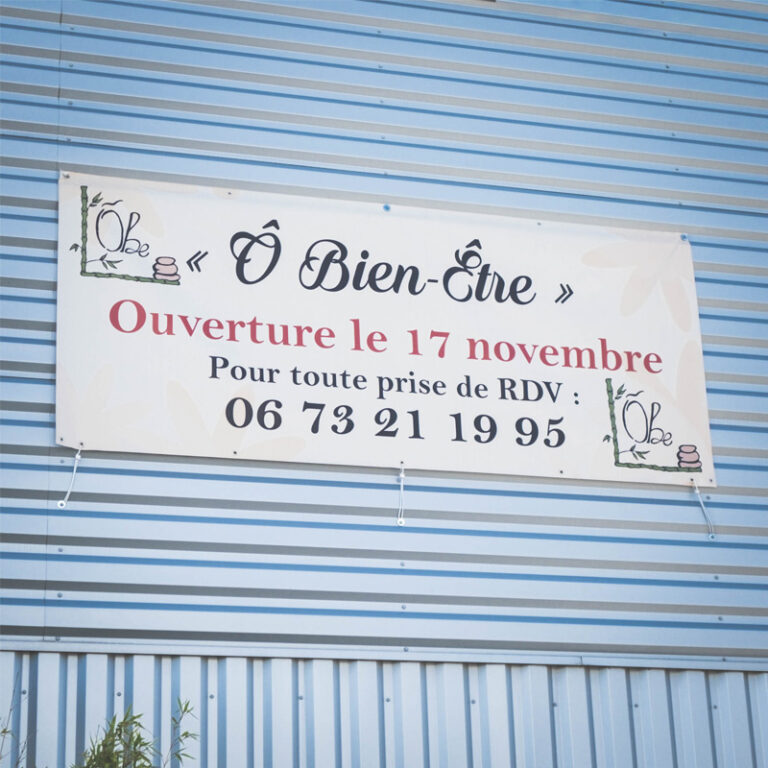 Ôbe
« Ô Bien-Être »
Ouverture le 17 novembre
Pour toute prise de RDV :
06 73 21 19 95
Ôbe